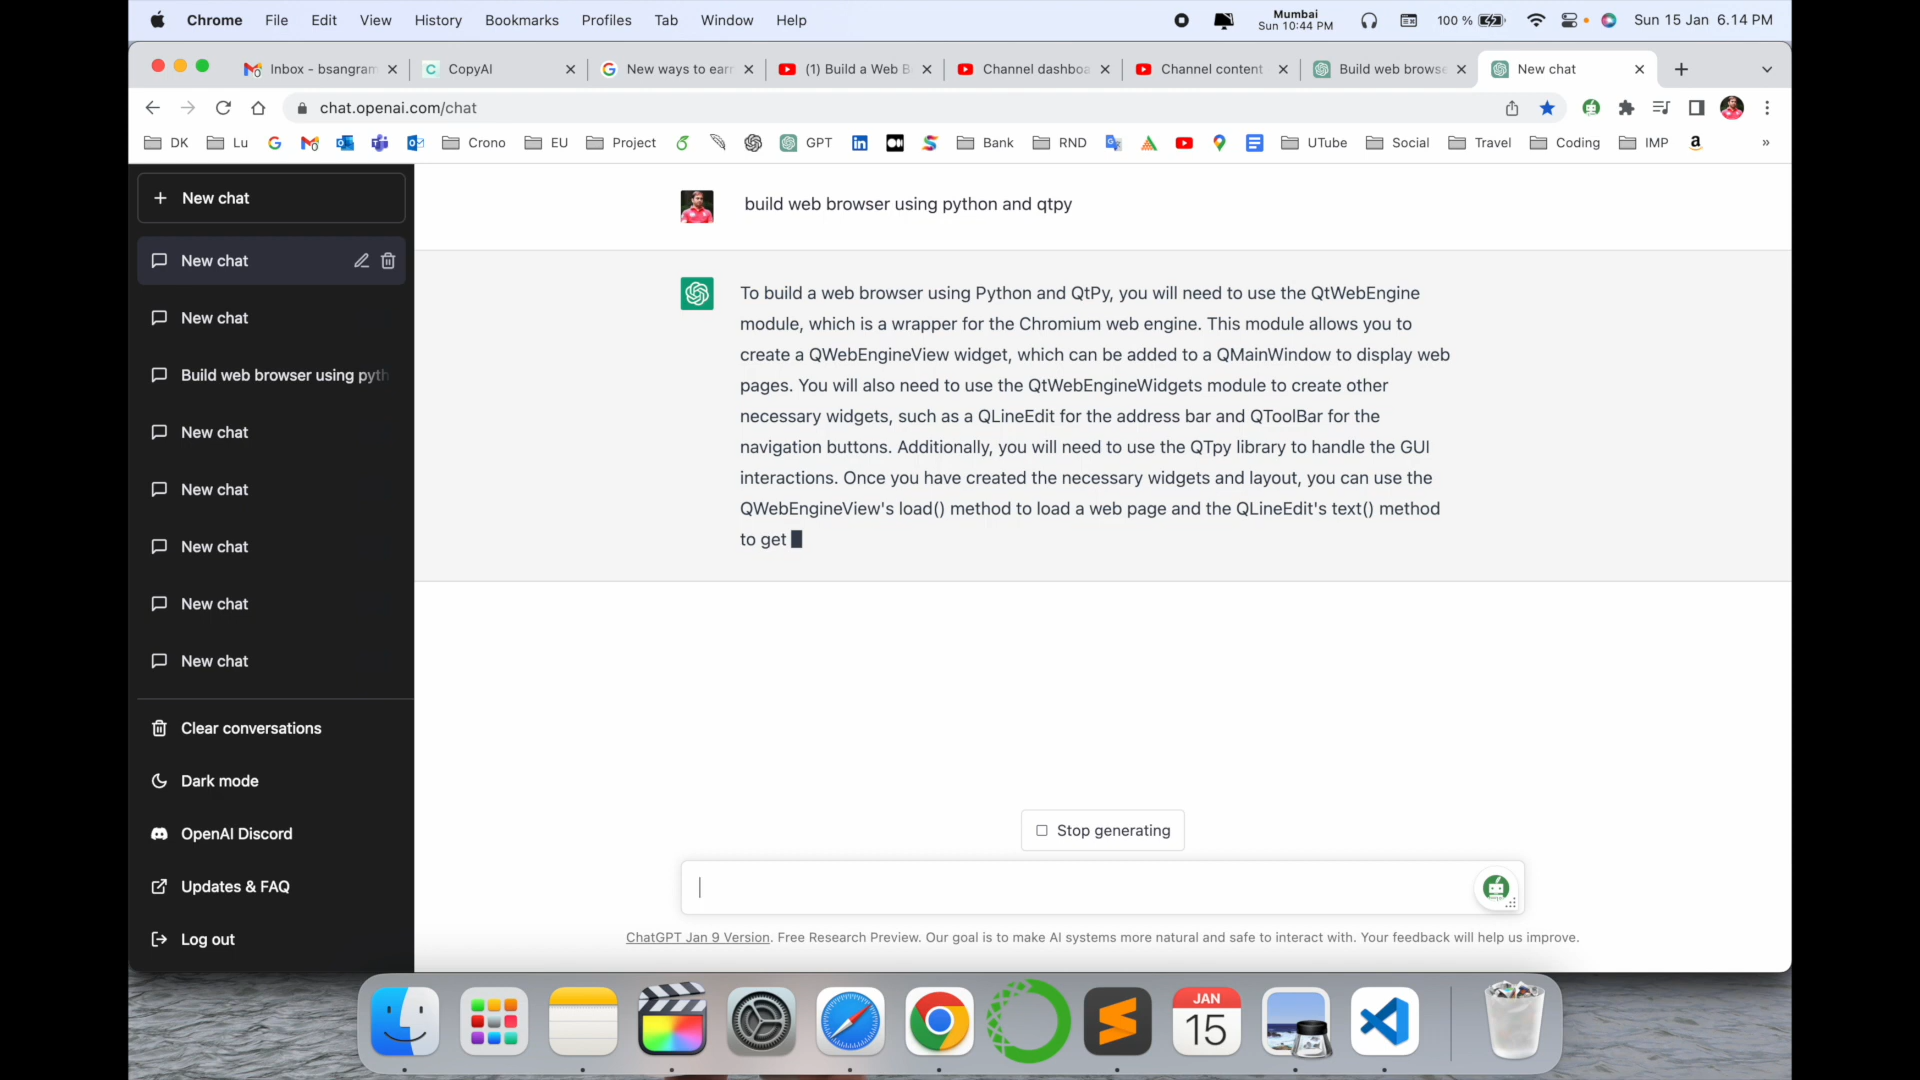 Chrome File Edit View History Bookmarks Profiles Tab Window Help
Mumbai
Sun 10:44 PM
100 %
Sun 15 Jan 6.14 PM
Inbox - bsangram
CopyAI
New ways to earn
(1) Build a Web B
Channel dashboa
Channel content
Build web browse
New chat
chat.openai.com/chat
DK Lu Crono EU Project GPT Bank RND UTube Social Travel Coding IMP
New chat
New chat
New chat
Build web browser using pyth
New chat
New chat
New chat
New chat
New chat
Clear conversations
Dark mode
OpenAI Discord
Updates & FAQ
Log out
build web browser using python and qtpy
To build a web browser using Python and QtPy, you will need to use the QtWebEngine
module, which is a wrapper for the Chromium web engine. This module allows you to
create a QWebEngineView widget, which can be added to a QMainWindow to display web
pages. You will also need to use the QtWebEngineWidgets module to create other
necessary widgets, such as a QLineEdit for the address bar and QToolBar for the
navigation buttons. Additionally, you will need to use the QTpy library to handle the GUI
interactions. Once you have created the necessary widgets and layout, you can use the
QWebEngineView's load() method to load a web page and the QLineEdit's text() method
to get
Stop generating
ChatGPT Jan 9 Version. Free Research Preview. Our goal is to make AI systems more natural and safe to interact with. Your feedback will help us improve.
JAN
15